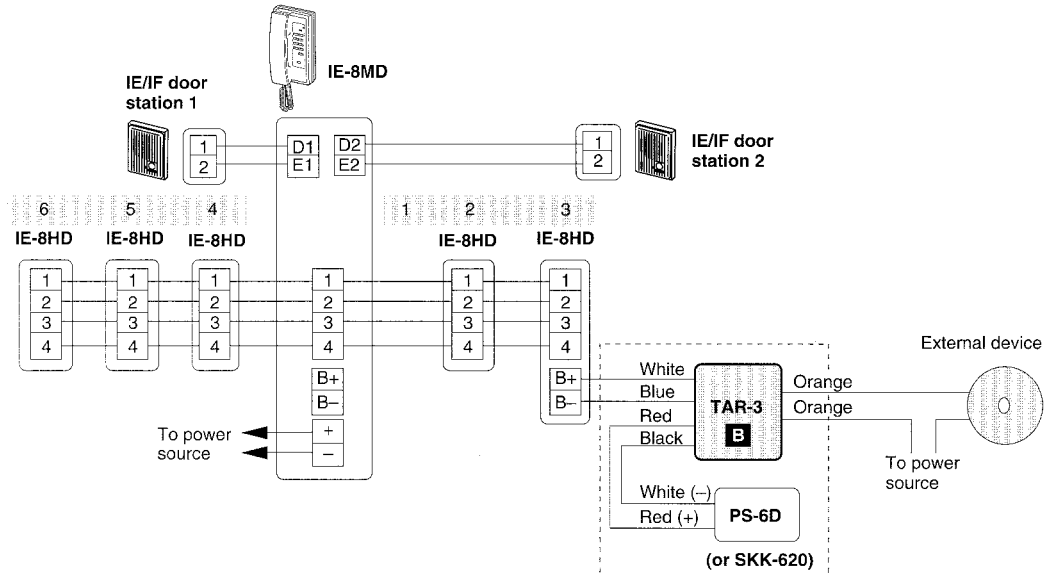 IE-8MD
IE/IF door
station 1
1
2
D1
E1
D2
E2
1
2
IE/IF door
station 2
6 5 4 1 2 3
IE-8HD IE-8HD IE-8HD IE-8HD IE-8HD
1 1 1 1 1 1
2 2 2 2 2 2
3 3 3 3 3 3
4 4 4 4 4 4
B+
B–
To power
source
+
–
B+
B–
White
Blue
Red
Black
TAR-3
B
Orange
Orange
External device
To power
source
White (–)
Red (+)
PS-6D
(or SKK-620)